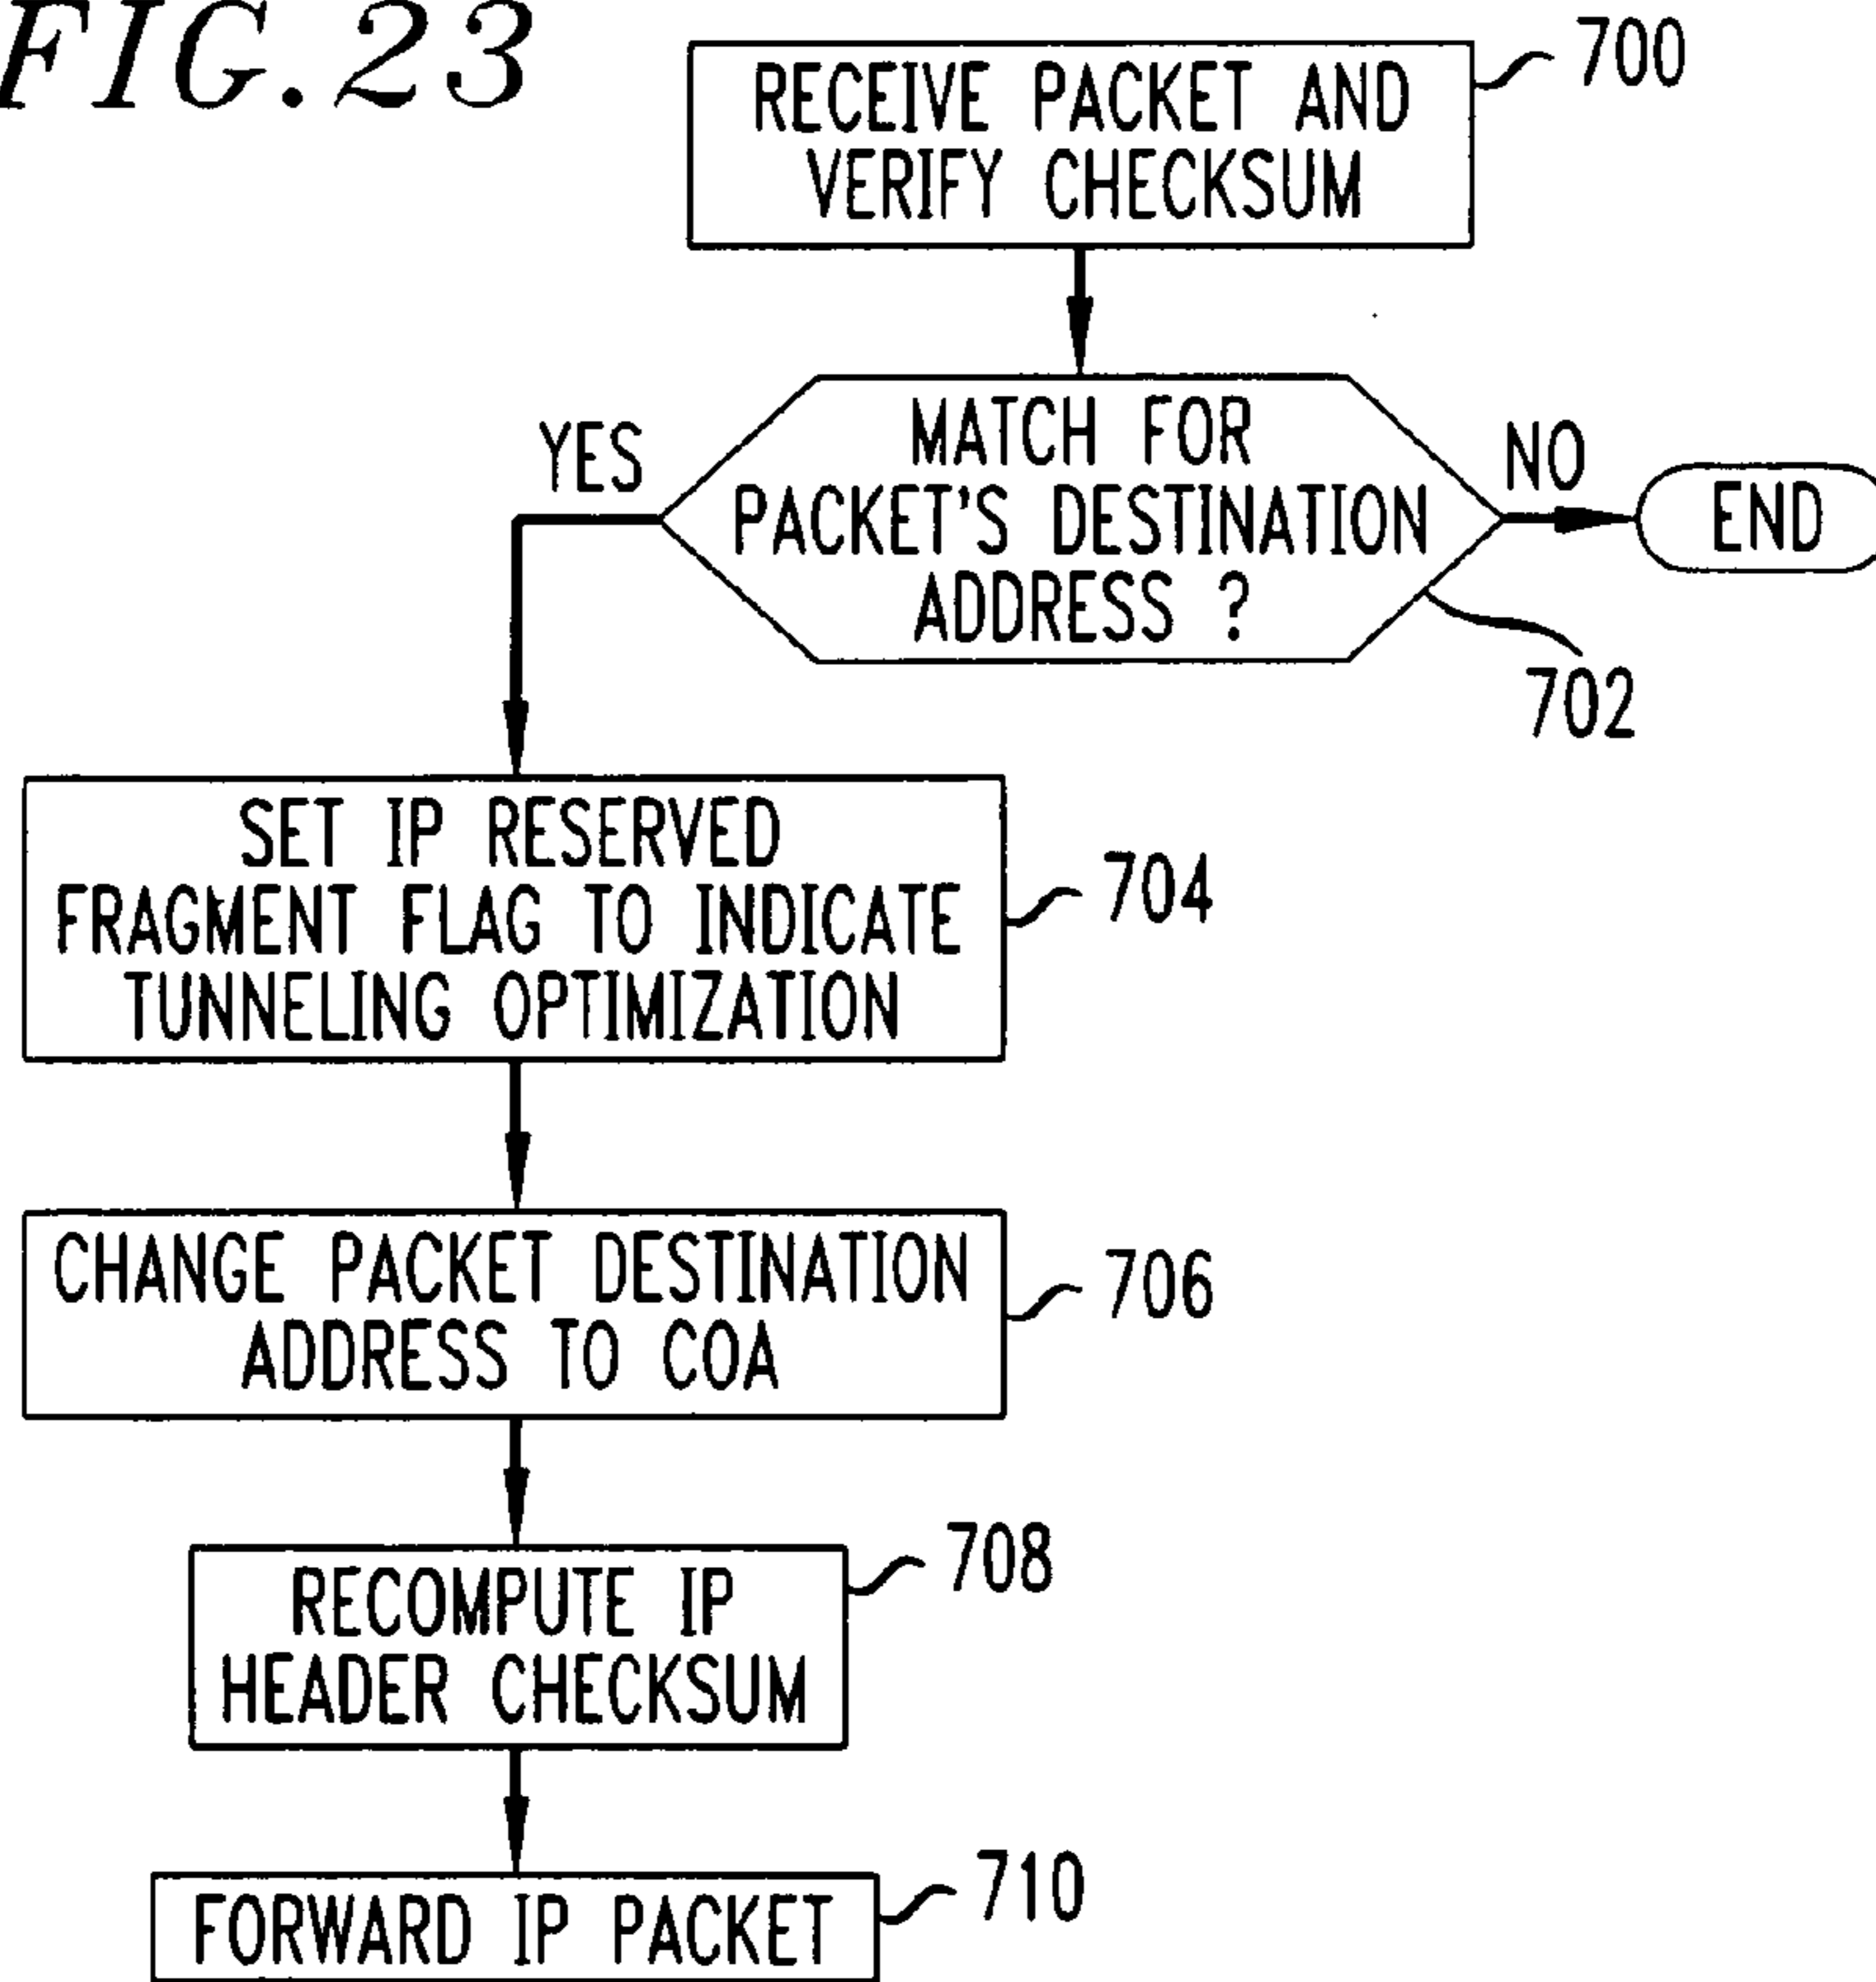 FIG.23
RECEIVE PACKET AND
VERIFY CHECKSUM
700
MATCH FOR
PACKET'S DESTINATION
ADDRESS ?
YES
NO
END
702
SET IP RESERVED
FRAGMENT FLAG TO INDICATE
TUNNELING OPTIMIZATION
704
CHANGE PACKET DESTINATION
ADDRESS TO COA
706
RECOMPUTE IP
HEADER CHECKSUM
708
FORWARD IP PACKET
710